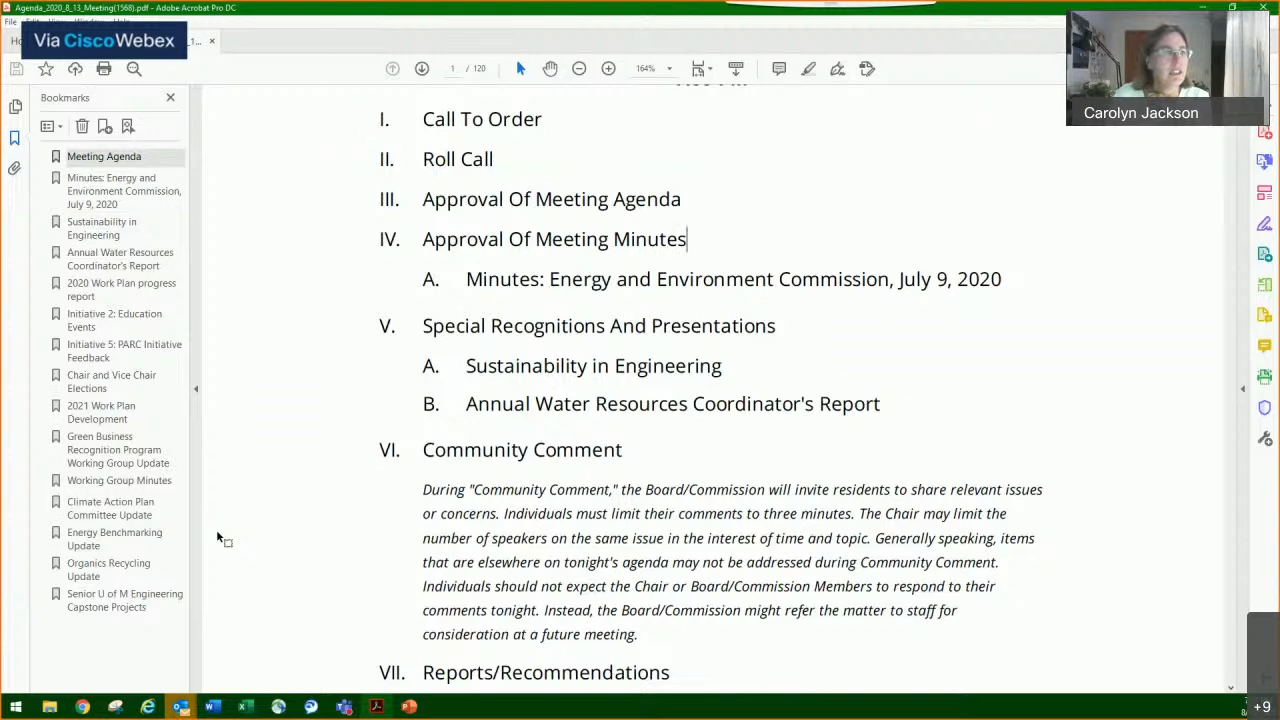 Agenda_2020_8_13_Meeting(1568).pdf - Adobe Acrobat Pro DC
File
Via CiscoWebex
1 / 120
164%
Carolyn Jackson
Bookmarks
Meeting Agenda
Minutes: Energy and
Environment Commission,
July 9, 2020
Sustainability in
Engineering
Annual Water Resources
Coordinator's Report
2020 Work Plan progress
report
Initiative 2: Education
Events
Initiative 5: PARC Initiative
Feedback
Chair and Vice Chair
Elections
2021 Work Plan
Development
Green Business
Recognition Program
Working Group Update
Working Group Minutes
Climate Action Plan
Committee Update
Energy Benchmarking
Update
Organics Recycling
Update
Senior U of M Engineering
Capstone Projects
I. Call To Order
II. Roll Call
III. Approval Of Meeting Agenda
IV. Approval Of Meeting Minutes
A. Minutes: Energy and Environment Commission, July 9, 2020
V. Special Recognitions And Presentations
A. Sustainability in Engineering
B. Annual Water Resources Coordinator's Report
VI. Community Comment
During "Community Comment," the Board/Commission will invite residents to share relevant issues
or concerns. Individuals must limit their comments to three minutes. The Chair may limit the
number of speakers on the same issue in the interest of time and topic. Generally speaking, items
that are elsewhere on tonight's agenda may not be addressed during Community Comment.
Individuals should not expect the Chair or Board/Commission Members to respond to their
comments tonight. Instead, the Board/Commission might refer the matter to staff for
consideration at a future meeting.
VII. Reports/Recommendations
+9